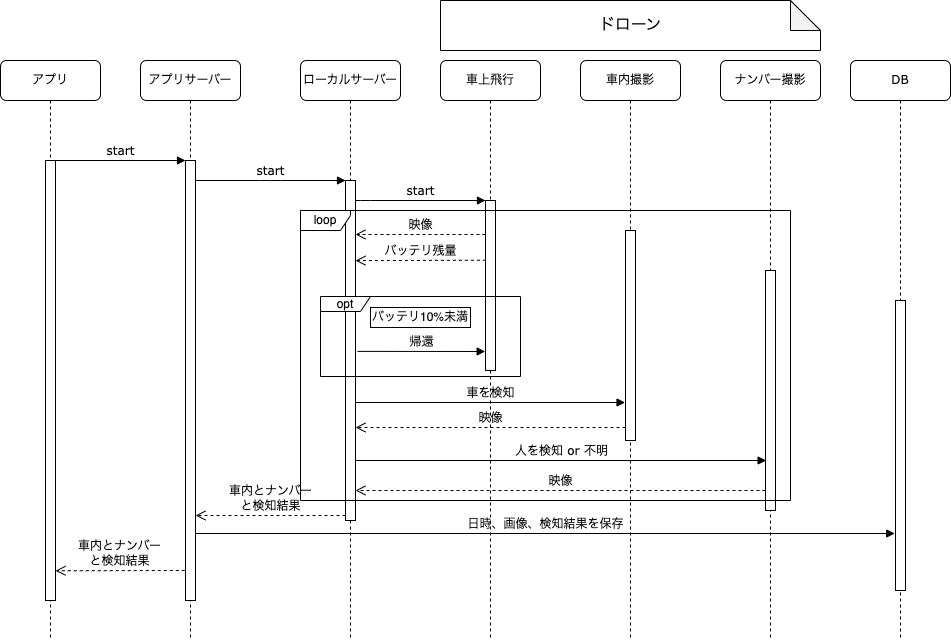 ドローン
アプリ
アプリサーバー
ローカルサーバー
車上飛行
車内撮影
ナンバー撮影
DB
start
start
start
loop
映像
バッテリ残量
opt
バッテリ10%未満
帰還
車を検知
映像
人を検知 or 不明
映像
車内とナンバー
と検知結果
日時、画像、検知結果を保存
車内とナンバー
と検知結果